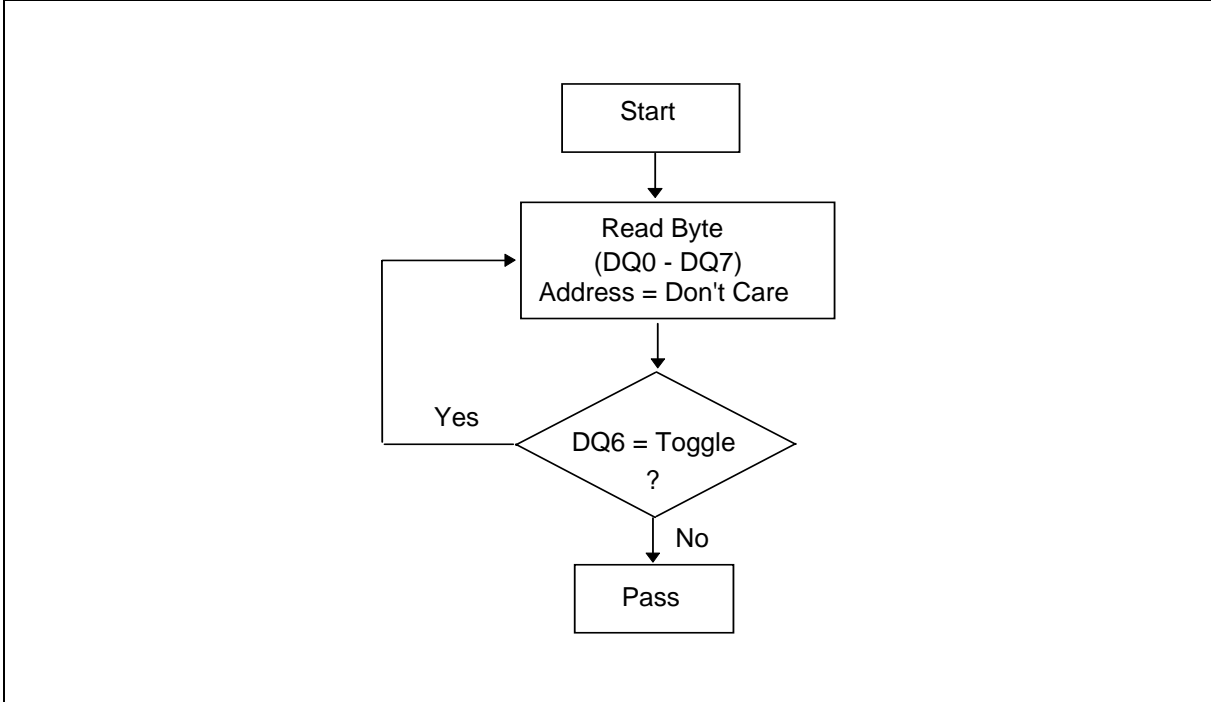 Start
Read Byte
(DQ0 - DQ7)
Address = Don't Care
Yes
DQ6 = Toggle
?
No
Pass